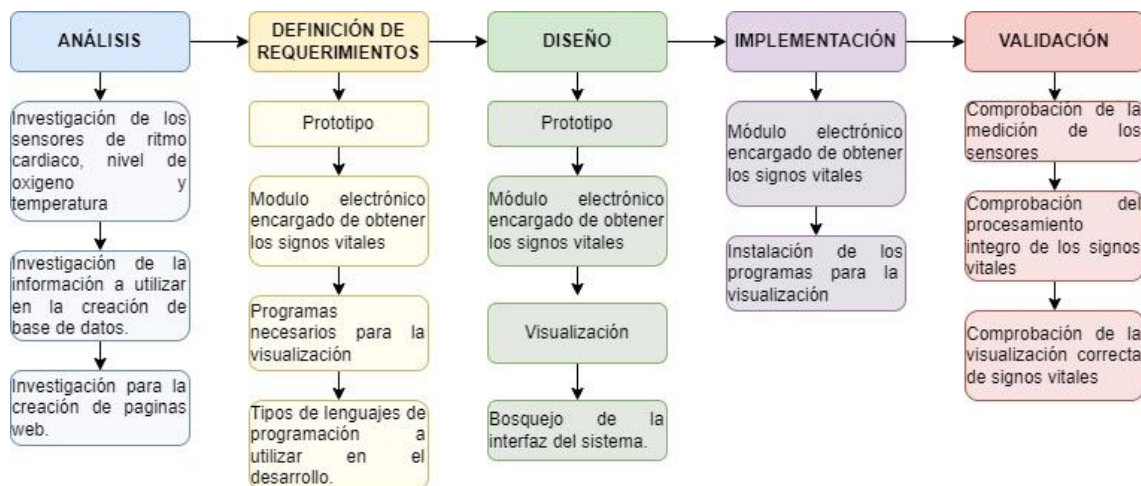 ANÁLISIS
Investigación de los
sensores de ritmo
cardiaco, nivel de
oxigeno y
temperatura
Investigación de la
información a utilizar
en la creación de
base de datos.
Investigación para la
creación de paginas
web.
DEFINICIÓN DE
REQUERIMIENTOS
Prototipo
Modulo electrónico
encargado de obtener
los signos vitales
Programas
necesarios para la
visualización
Tipos de lenguajes de
programación a
utilizar en el
desarrollo.
DISEÑO
Prototipo
Módulo electrónico
encargado de obtener
los signos vitales
Visualización
Bosquejo de la
interfaz del sistema.
IMPLEMENTACIÓN
Módulo electrónico
encargado de obtener
los signos vitales
Instalación de los
programas para la
visualización
VALIDACIÓN
Comprobación de la
medición de los
sensores
Comprobación del
procesamiento
integro de los signos
vitales
Comprobación de la
visualización correcta
de signos vitales